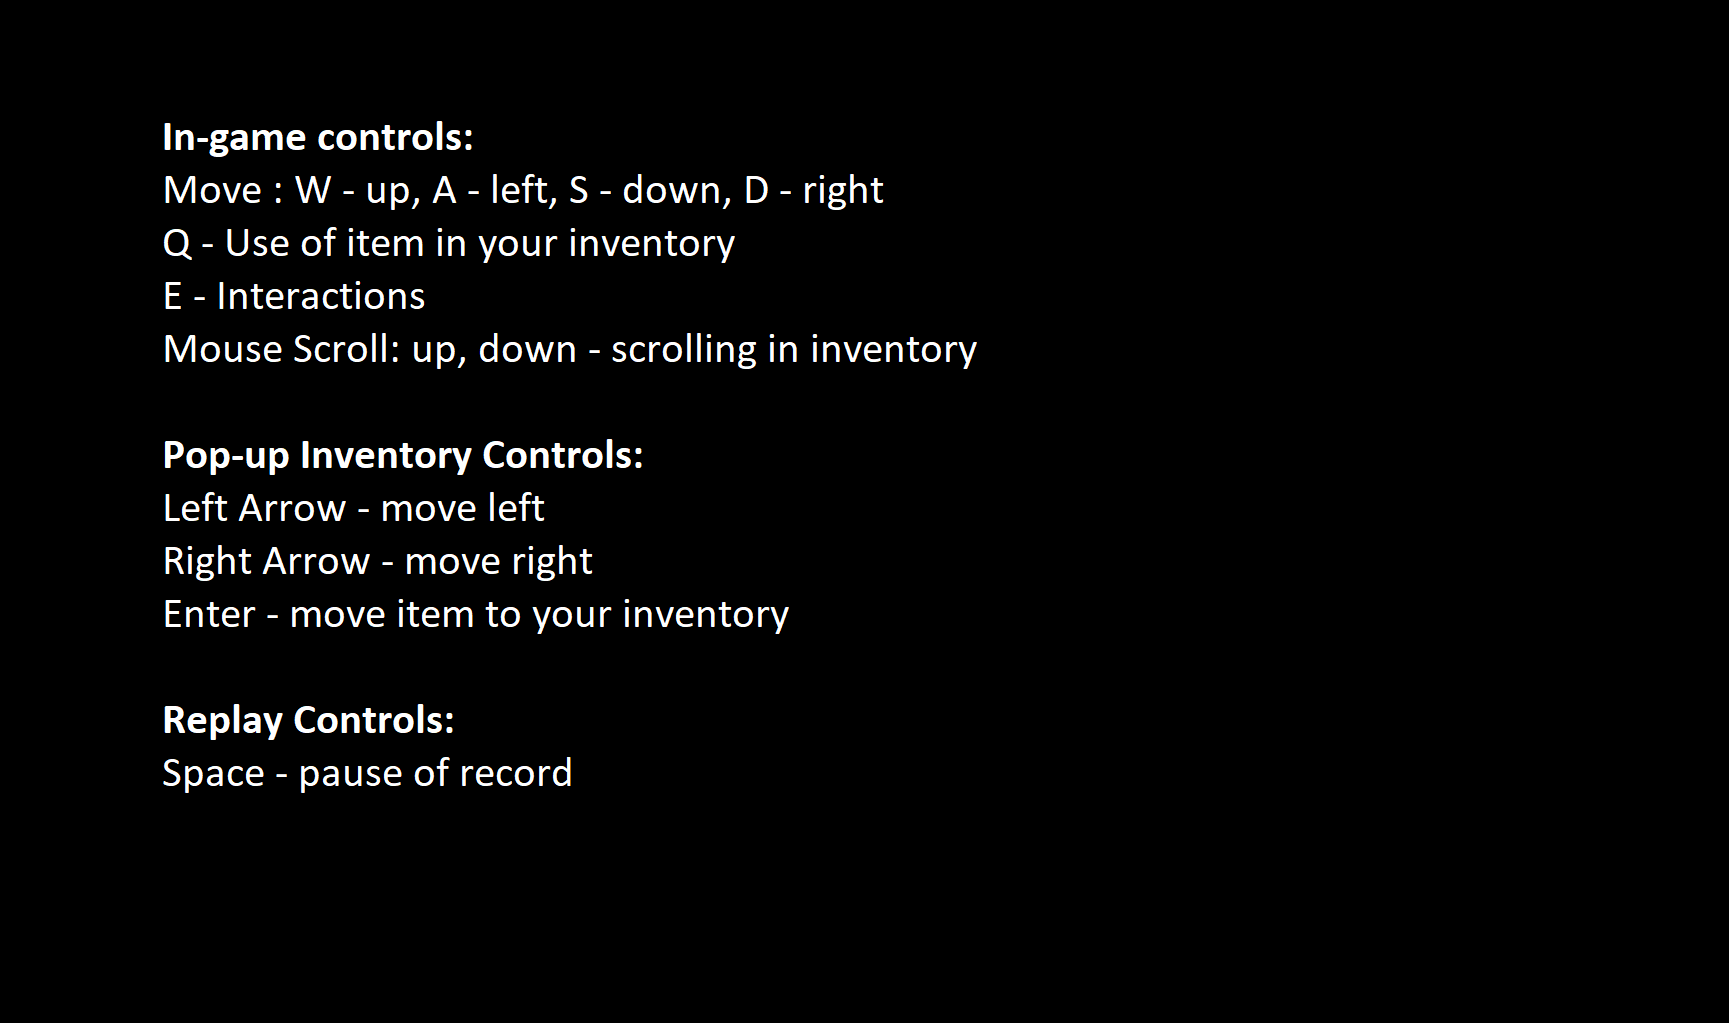 In-game controls:
Move : W - up, A - left, S - down, D - right
Q - Use of item in your inventory
E - Interactions
Mouse Scroll: up, down - scrolling in inventory
Pop-up Inventory Controls:
Left Arrow - move left
Right Arrow - move right
Enter - move item to your inventory
Replay Controls:
Space - pause of record